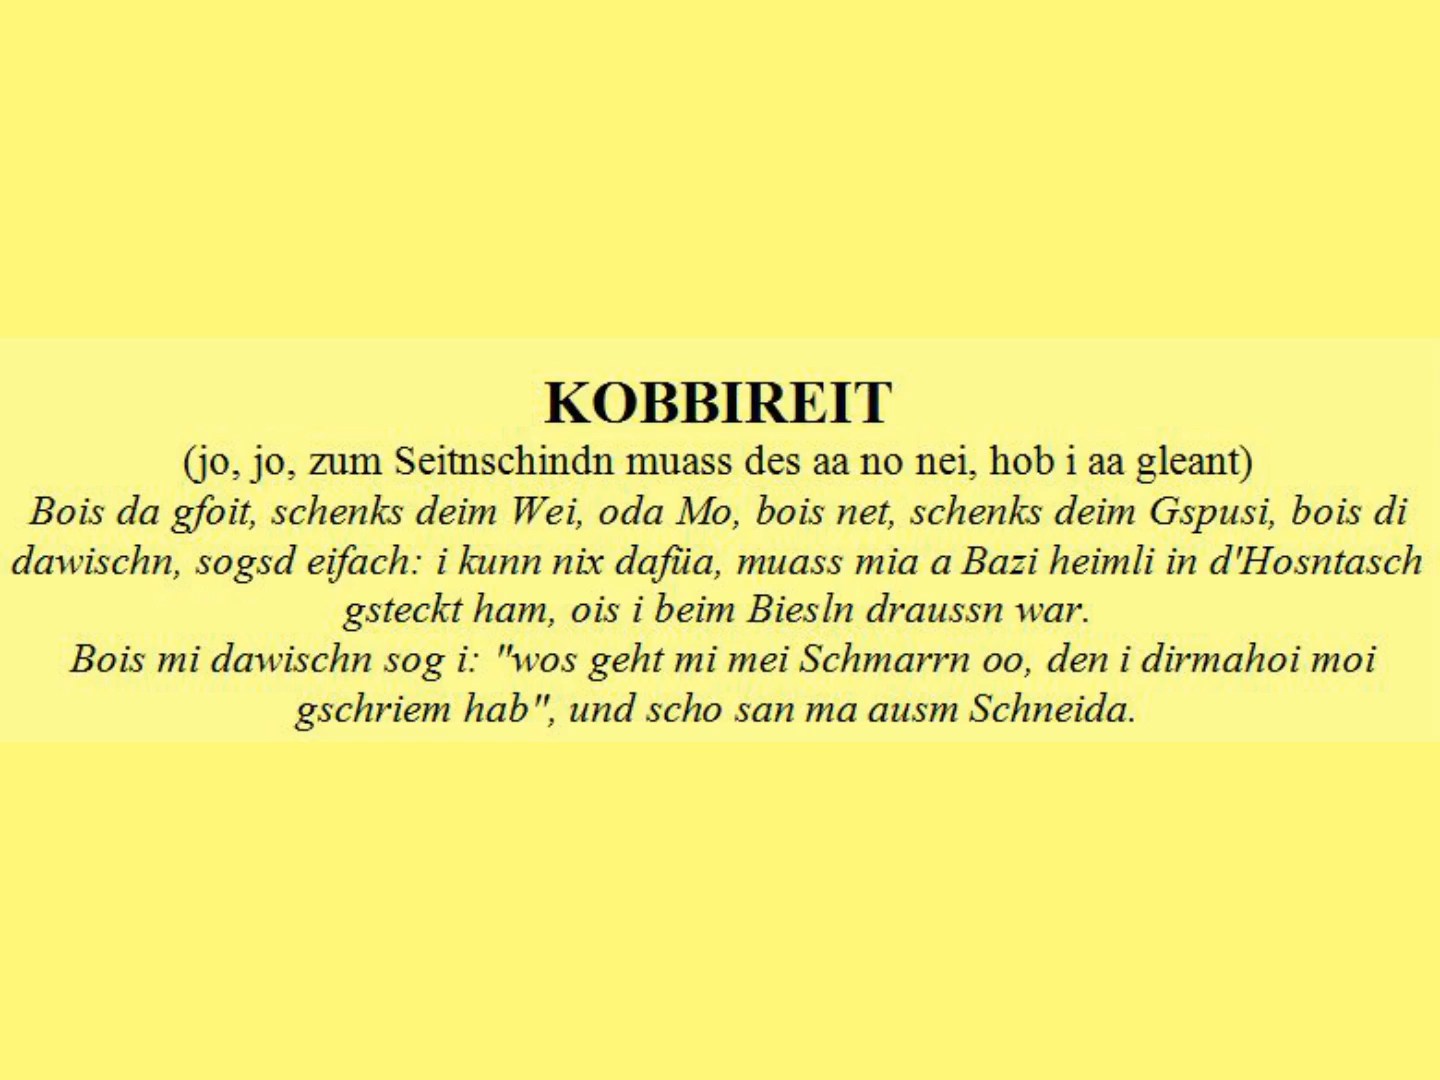 KOBBIREIT
(jo, jo, zum Seitnschindn muass des aa no nei, hob i aa gleant)
Bois da gfoit, schenks deim Wei, oda Mo, bois net, schenks deim Gspusi, bois di
dawischn, sogsd eifach: i kunn nix dafüa, muass mia a Bazi heimli in d'Hosntasch
gsteckt ham, ois i beim Biesln draussn war.
Bois mi dawischn sog i: "wos geht mi mei Schmarrn oo, den i dirmahoi moi
gschriem hab", und scho san ma ausm Schneida.